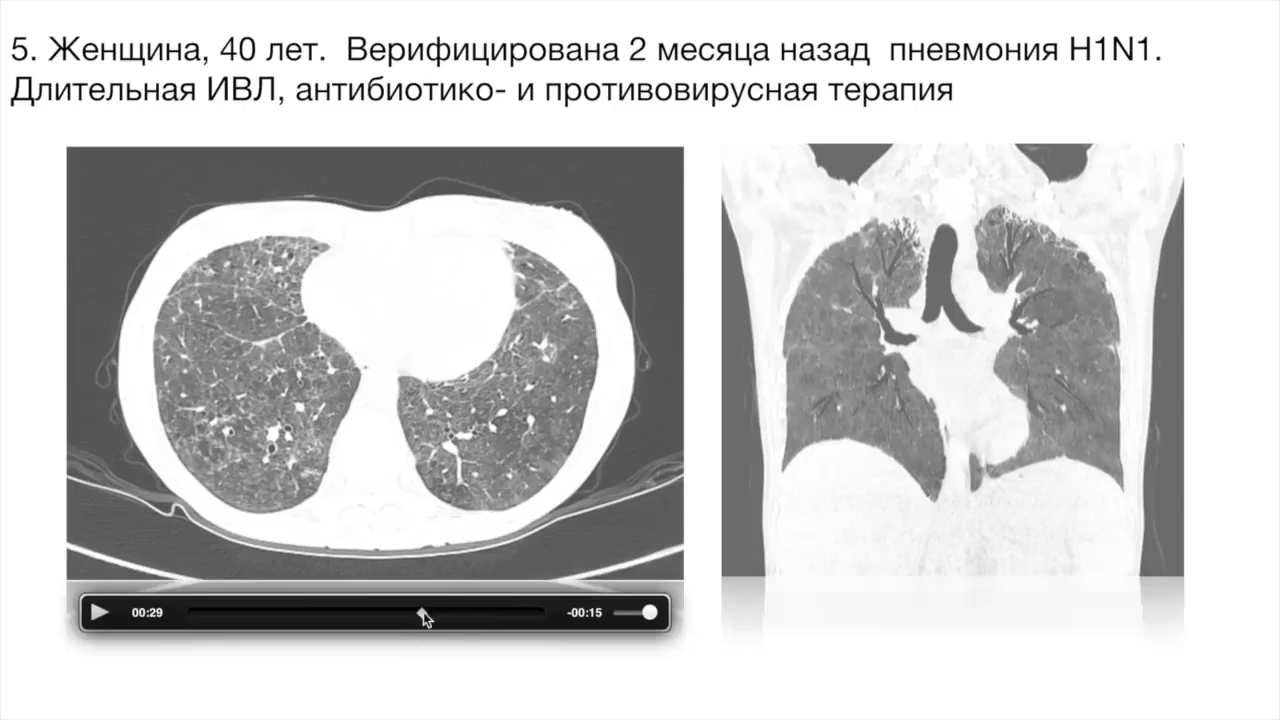 5. Женщина, 40 лет.  Верифицирована 2 месяца назад  пневмония H1N1.
Длительная ИВЛ, антибиотико- и противовирусная терапия
00:29
-00:15